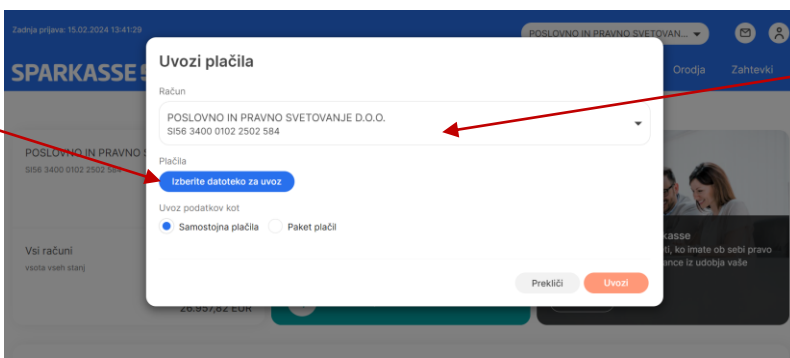 Zadnja prijava: 15.02.2024 13:41:29
POSLOVNO IN PRAVNO SVETOVAN...
SPARKASSE
Orodja
Zahtevki
Uvozi plačila
Račun
POSLOVNO IN PRAVNO SVETOVANJE D.O.O.
SI56 3400 0102 2502 584
POSLOVNO IN PRAVNO
SI56 3400 0102 2502 584
Plačila
Izberite datoteko za uvoz
Uvoz podatkov kot
Samostojna plačila
Paket plačil
Vsi računi
vsota vseh stanj
ko imate ob sebi pravo
iz udobja vaše
Prekliči
Uvozi
26.957,82 EUR